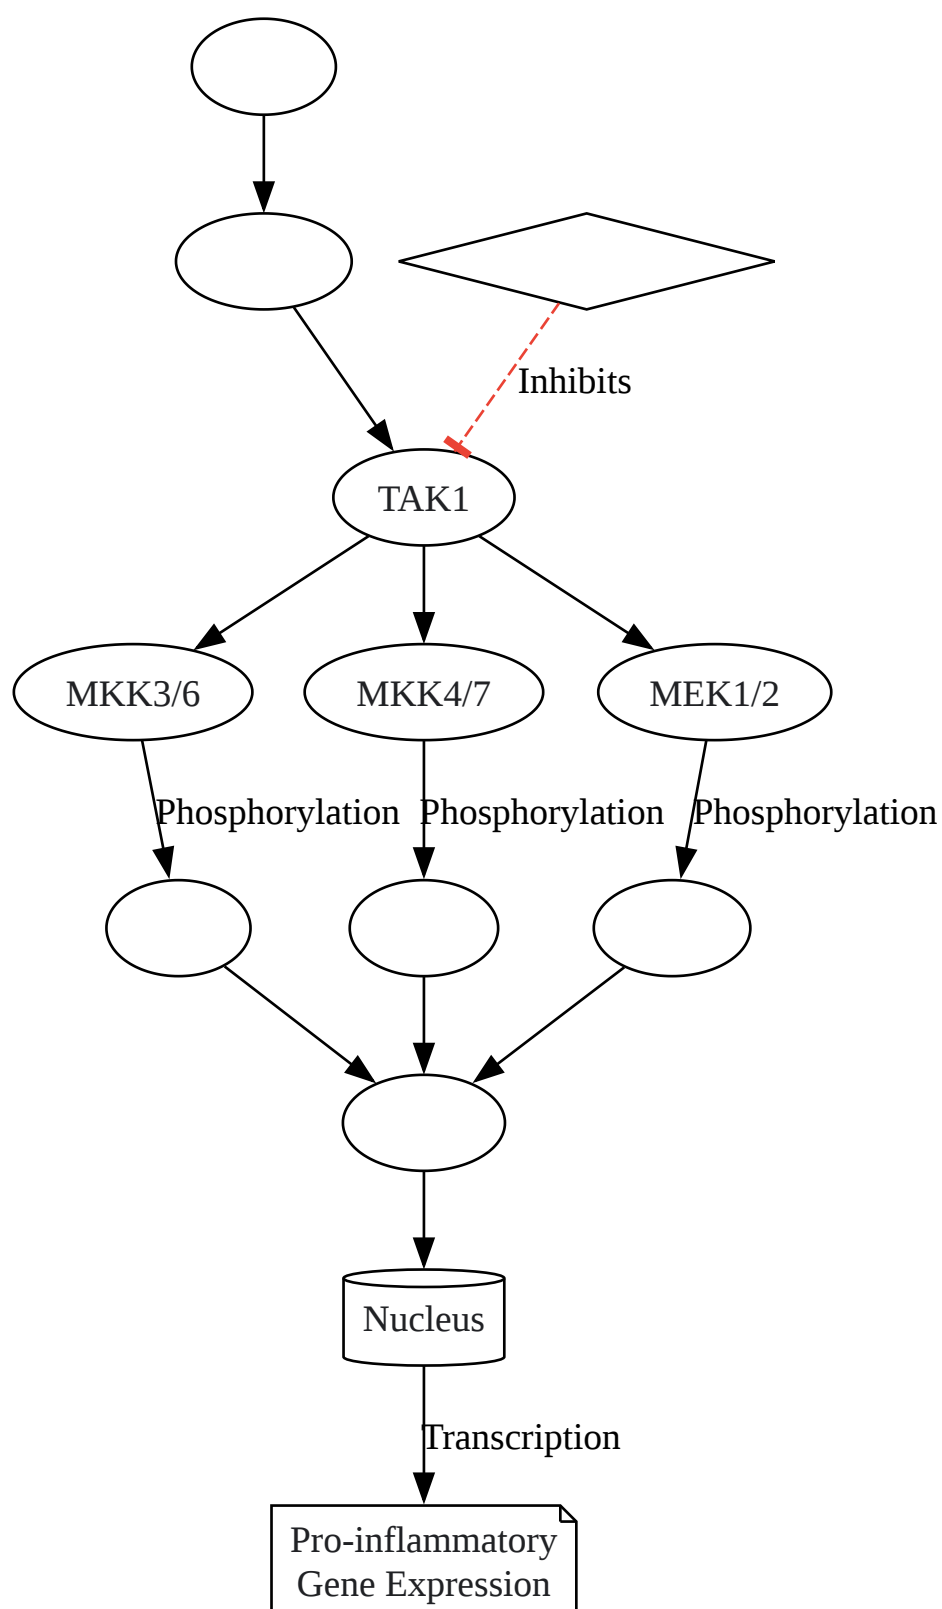 Inhibits
TAK1
MKK3/6
MKK4/7
MEK1/2
Phosphorylation
Phosphorylation
Phosphorylation
Nucleus
Transcription
Pro-inflammatory
Gene Expression